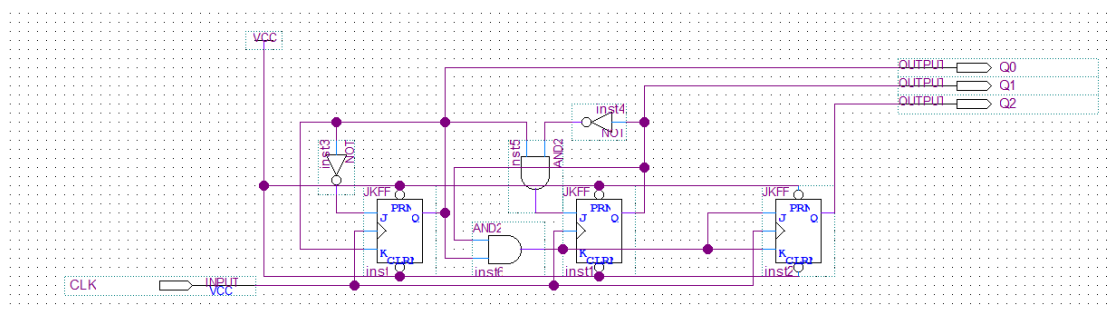 VCC
OUTPUT Q0
OUTPUT Q1
OUTPUT Q2
inst4
NOT
inst3
NOT
inst5
AND2
JKFF
PRN
J Q
K
CLRN
inst
JKFF
PRN
J Q
K
CLRN
inst1
JKFF
PRN
J Q
K
CLRN
inst2
AND2
inst6
CLK INPUT
VCC